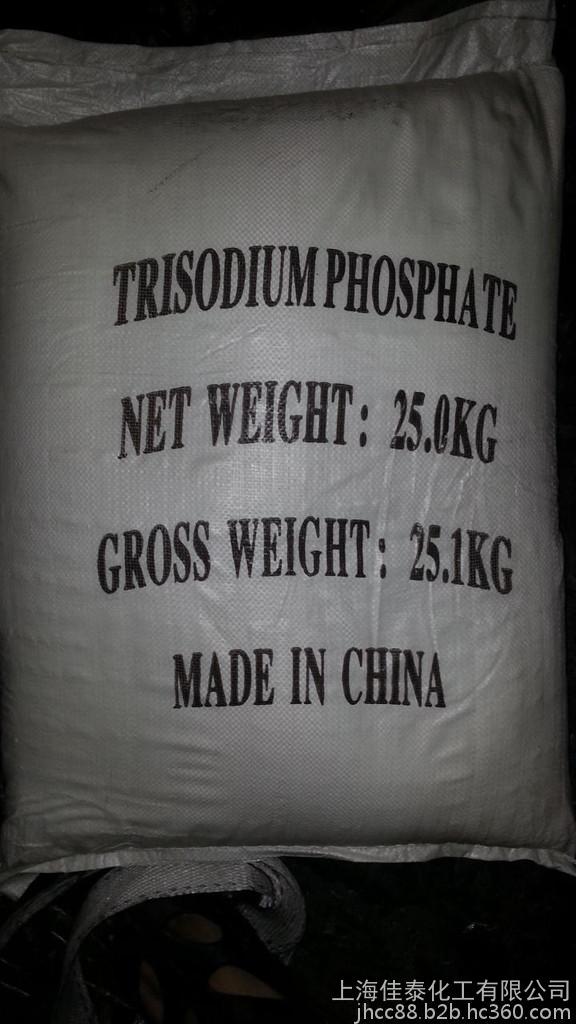 TRISODIUM PHOSPHATE
NET WEIGHT: 25.0KG
GROSS WEIGHT: 25.1KG
MADE IN CHINA
上海佳泰化工有限公司
jhcc88.b2b.hc360.com